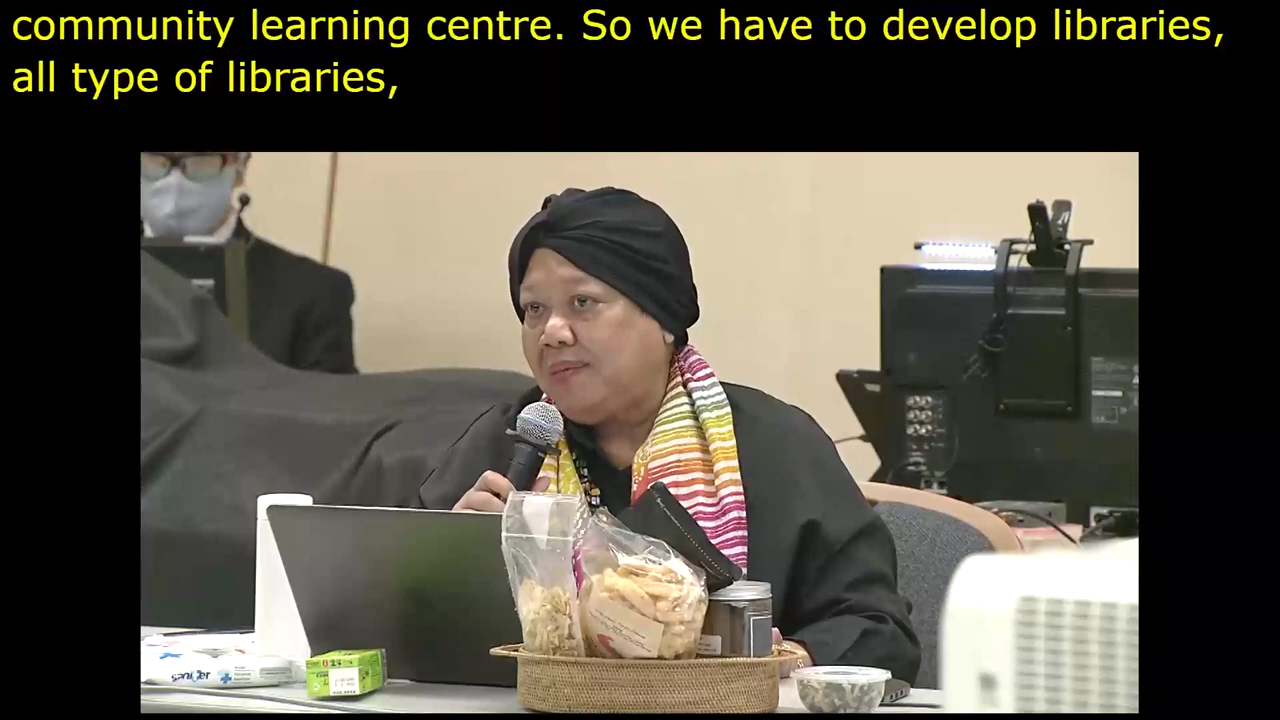 community learning centre. So we have to develop libraries,
all type of libraries,